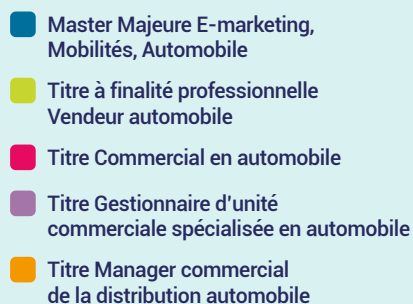 Master Majeure E-marketing,
Mobilités, Automobile
Titre à finalité professionnelle
Vendeur automobile
Titre Commercial en automobile
Titre Gestionnaire d'unité
commerciale spécialisée en automobile
Titre Manager commercial
de la distribution automobile